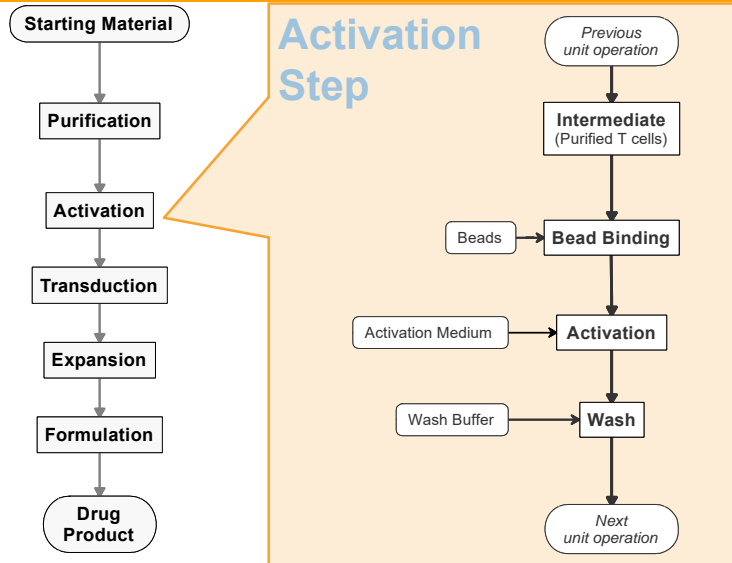 Starting Material
Purification
Activation
Transduction
Expansion
Formulation
Drug
Product
Activation
Step
Previous
unit operation
Intermediate
(Purified T cells)
Beads
Bead Binding
Activation Medium
Activation
Wash Buffer
Wash
Next
unit operation